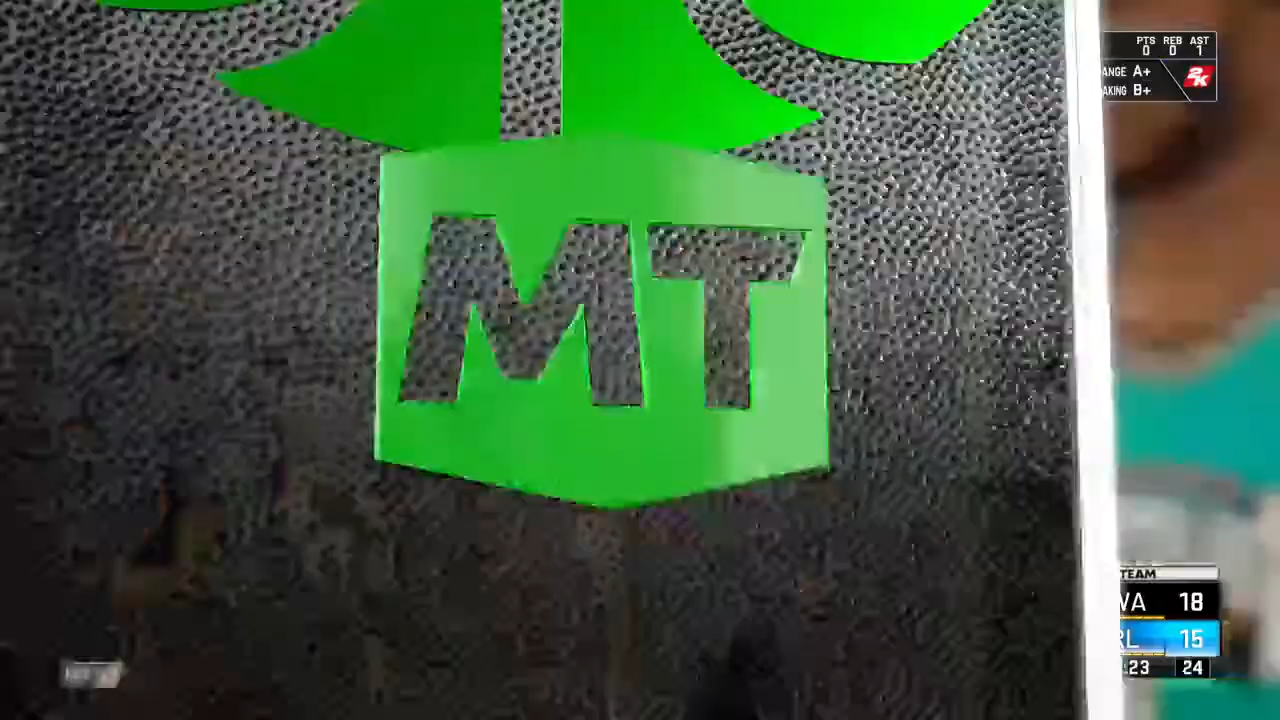 PTS REB AST
0 0 1
ANGE A+
AKING B+
2K
MT
TEAM
VA 18
RL 15
:23 24